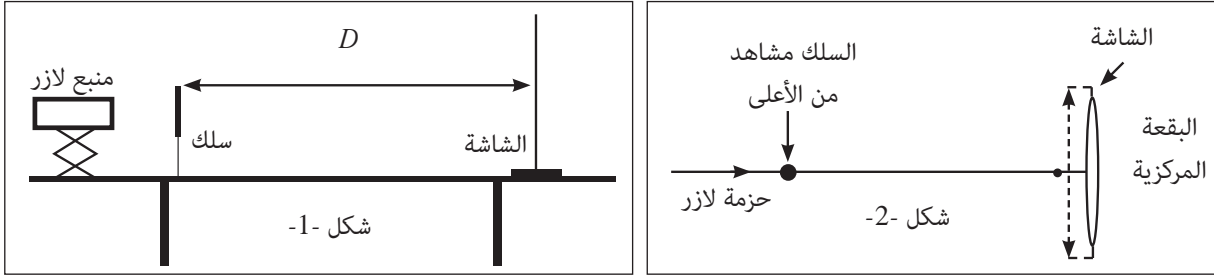 D
منبع لازر
سلك
الشاشة
شكل -1-
الشاشة
السلك مشاهد
من الأعلى
البقعة
المركزية
حزمة لازر
شكل -2-